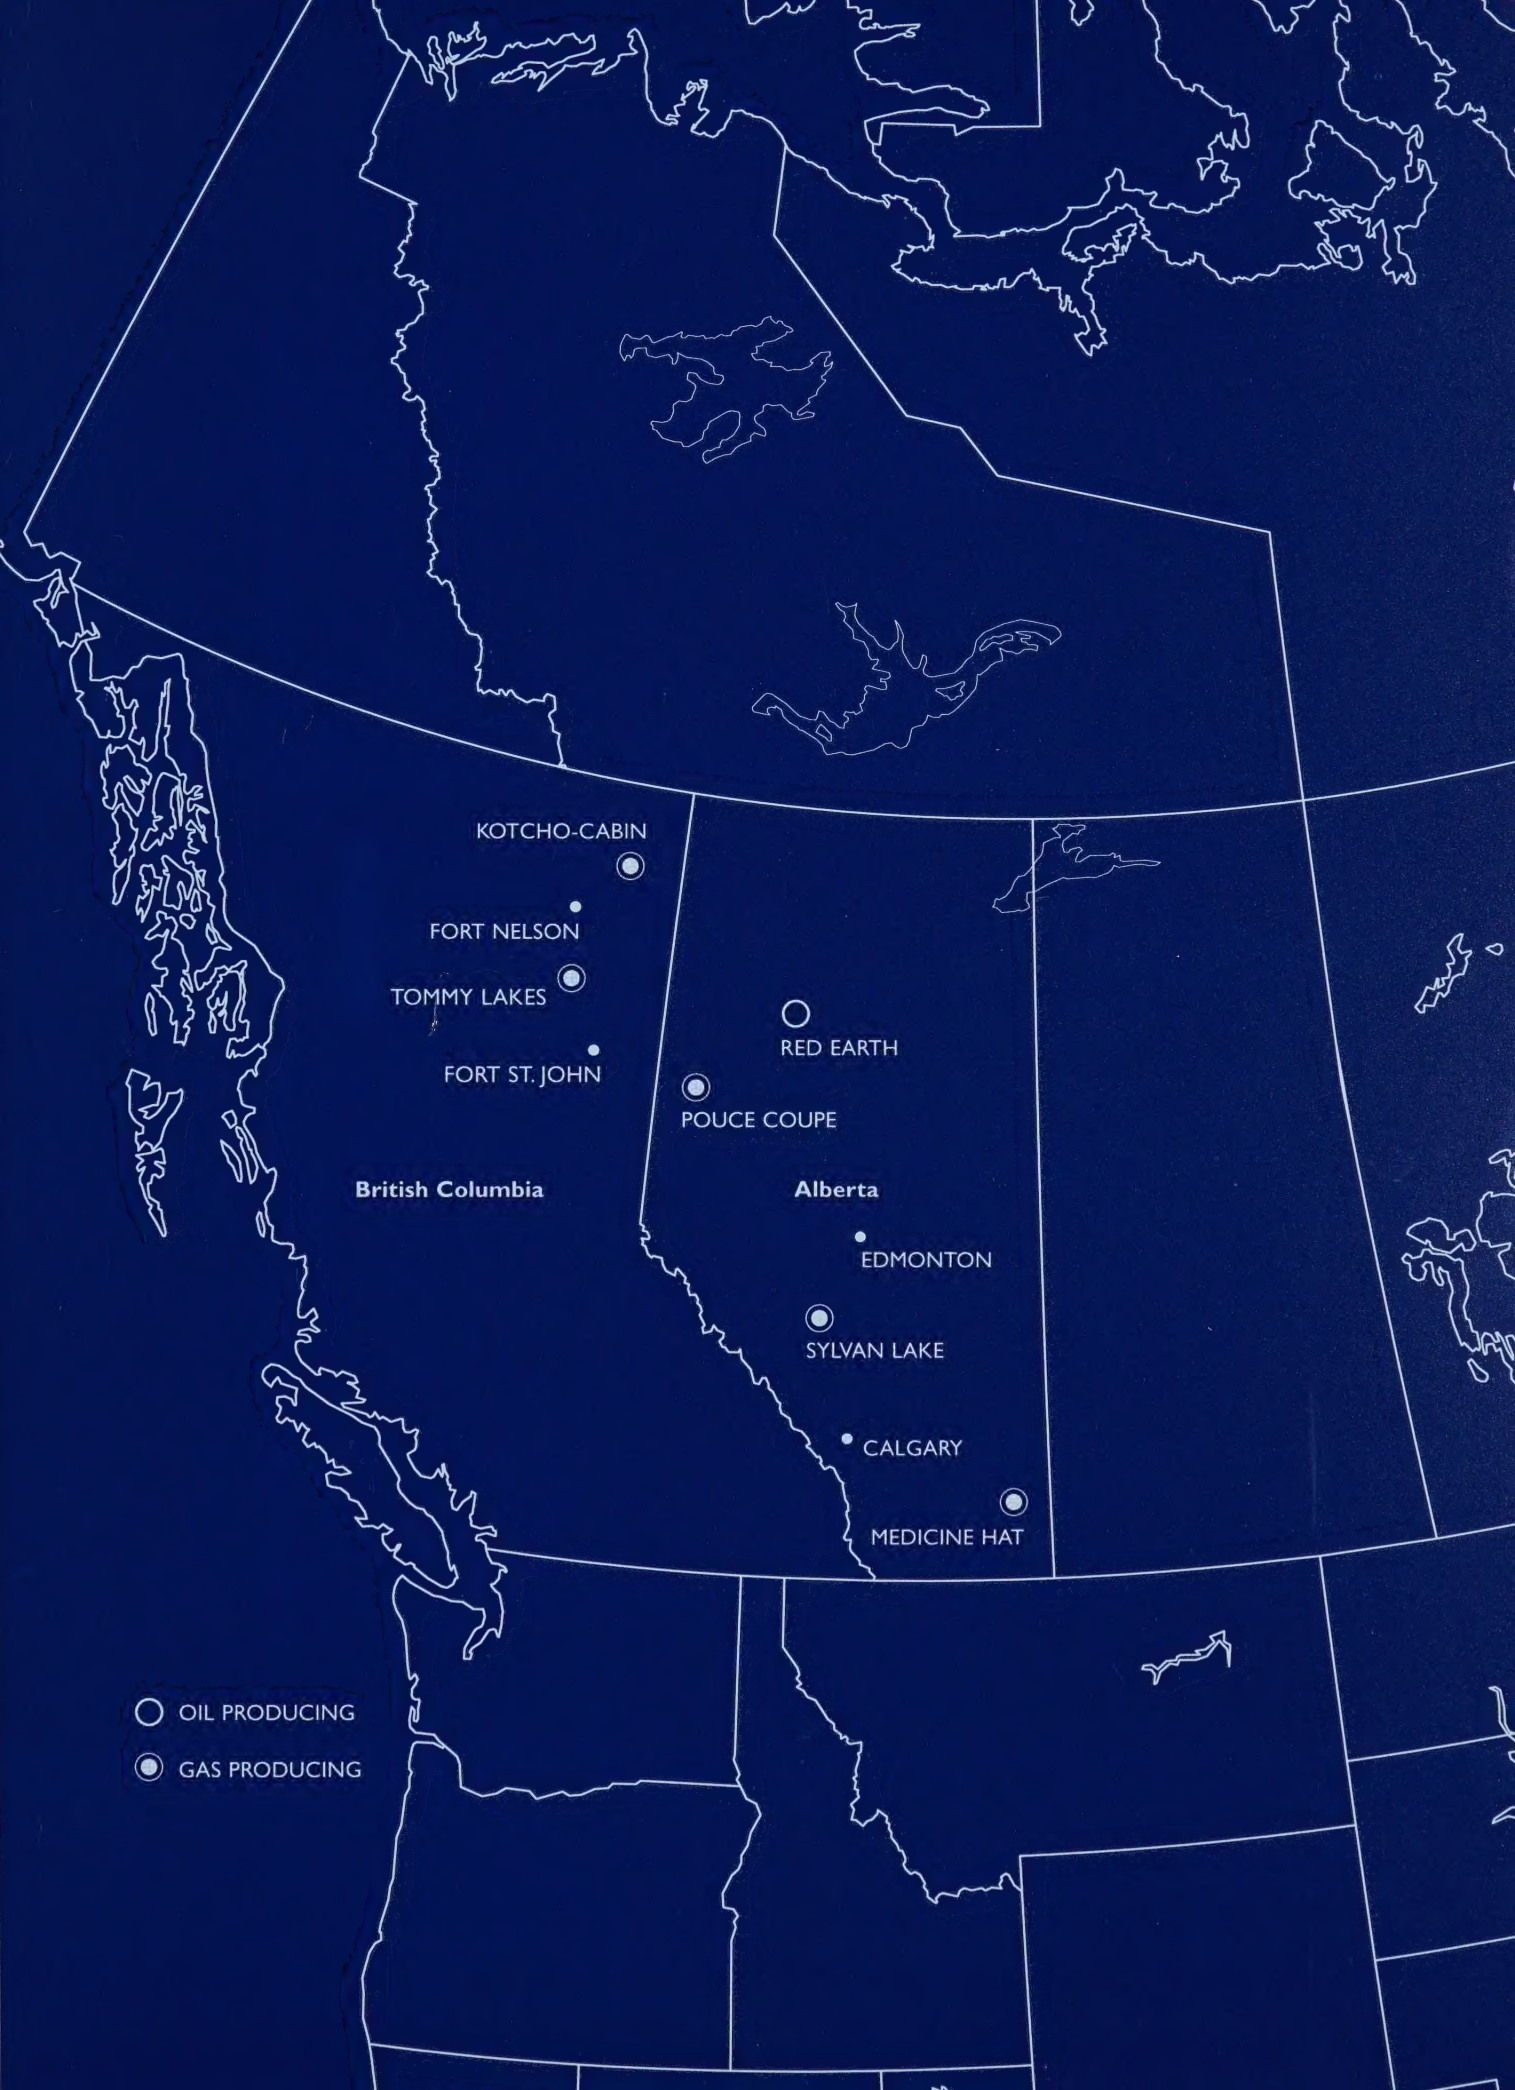 KOTCHO-CABIN
FORT NELSON
TOMMY LAKES
RED EARTH
FORT ST. JOHN
POUCE COUPE
British Columbia
Alberta
EDMONTON
SYLVAN LAKE
CALGARY
MEDICINE HAT
OIL PRODUCING
GAS PRODUCING